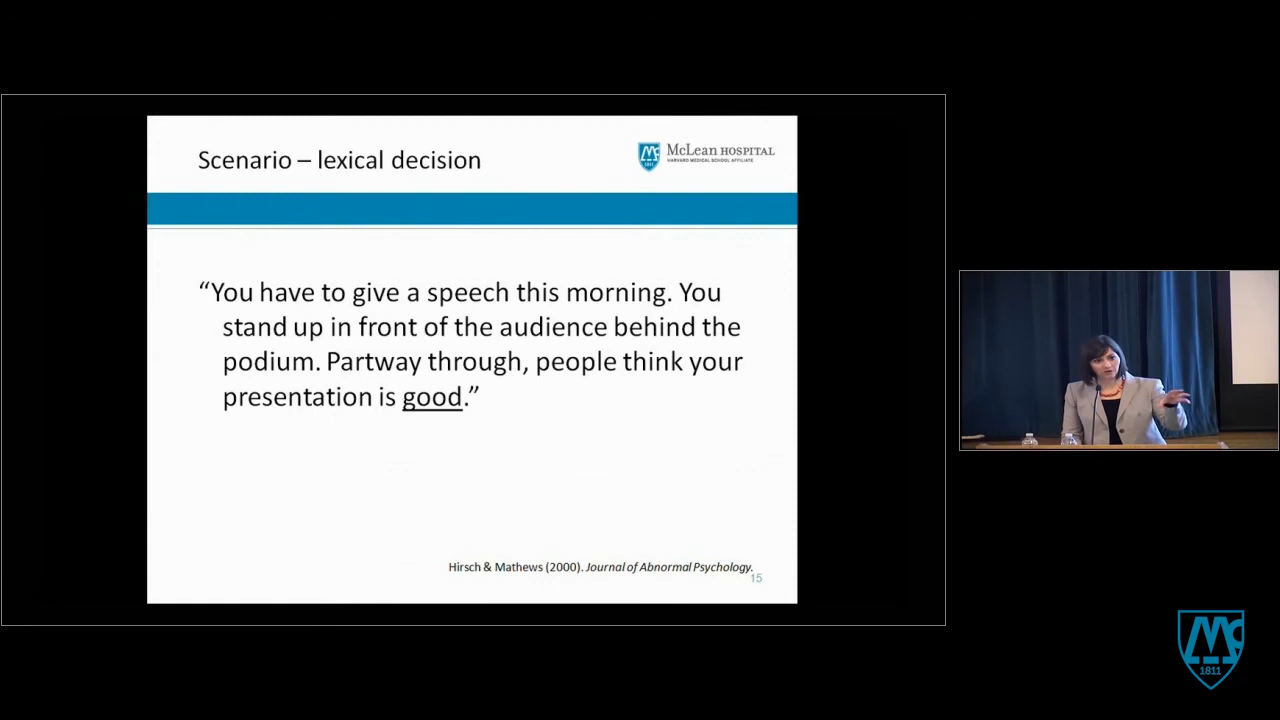 Scenario – lexical decision
McLean HOSPITAL
HARVARD MEDICAL SCHOOL AFFILIATE
1811
“You have to give a speech this morning. You
stand up in front of the audience behind the
podium. Partway through, people think your
presentation is good.”
Hirsch & Mathews (2000). Journal of Abnormal Psychology.
15
Mc
1811